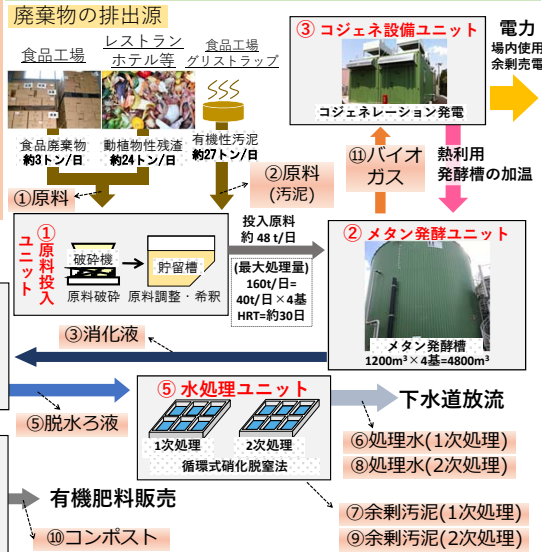 廃棄物の排出源
食品工場
レストラン
ホテル等
食品工場
グリストラップ
食品廃棄物
約3トン/日
動植物性残渣
約24トン/日
有機性汚泥
約27トン/日
①原料
②原料
(汚泥)
③ コジェネ設備ユニット
コジェネレーション発電
電力
場内使用
余剰売電
⑪バイオ
ガス
熱利用
発酵槽の加温
①原料投入
ユニット
破砕機
原料破砕
貯留槽
原料調整・希釈
投入原料
約 48 t/日
(最大処理量)
160t/日=
40t/日×4基
HRT=約30日
② メタン発酵ユニット
メタン発酵槽
1200m³×4基=4800m³
③消化液
⑤脱水ろ液
⑤ 水処理ユニット
1次処理
2次処理
循環式硝化脱窒法
下水道放流
⑥処理水(1次処理)
⑧処理水(2次処理)
⑦余剰汚泥(1次処理)
⑨余剰汚泥(2次処理)
有機肥料販売
⑩コンポスト